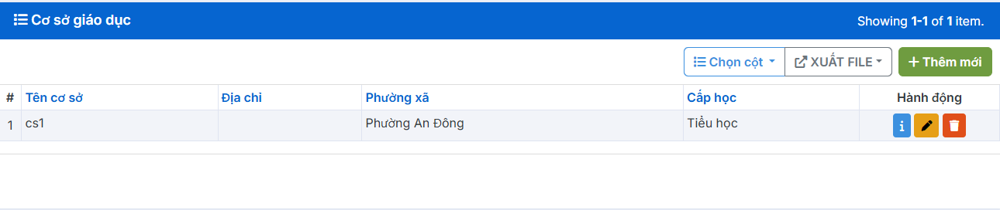 Cơ sở giáo dục
Showing 1-1 of 1 item.
Chọn cột
XUẤT FILE
Thêm mới
# Tên cơ sở Địa chỉ Phường xã Cấp học Hành động
1 cs1 Phường An Đông Tiểu học